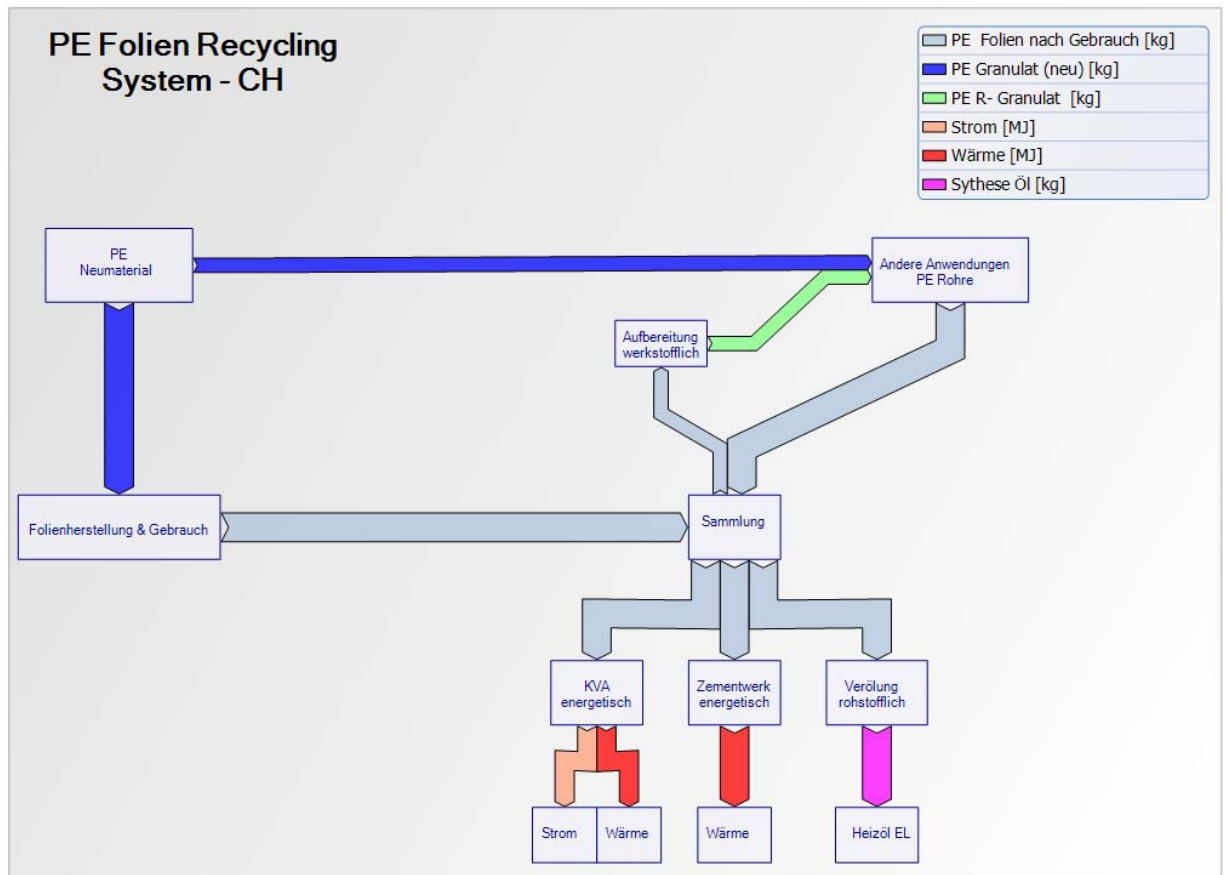 PE Folien Recycling
System - CH
PE Folien nach Gebrauch [kg]
PE Granulat (neu) [kg]
PE R- Granulat [kg]
Strom [MJ]
Wärme [MJ]
Sythese Öl [kg]
PE
Neumaterial
Andere Anwendungen
PE Rohre
Aufbereitung
werkstofflich
Folienherstellung & Gebrauch
Sammlung
KVA
energetisch
Zementwerk
energetisch
Verölung
rohstofflich
Strom
Wärme
Wärme
Heizöl EL